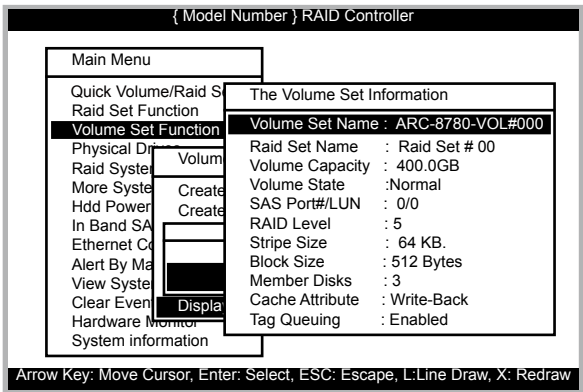 { Model Number } RAID Controller
Main Menu
Quick Volume/Raid S
Raid Set Function
Volume Set Function
Physical
Raid Syste
More Syste
Hdd Power
In Band SA
Ethernet Co
Alert By Ma
View Syste
Clear Even
Hardware Monitor
System information
Volum
Create
Create
Displa
The Volume Set Information
Volume Set Name : ARC-8780-VOL#000
Raid Set Name : Raid Set # 00
Volume Capacity : 400.0GB
Volume State :Normal
SAS Port#/LUN : 0/0
RAID Level : 5
Stripe Size : 64 KB.
Block Size : 512 Bytes
Member Disks : 3
Cache Attribute : Write-Back
Tag Queuing : Enabled
Arrow Key: Move Cursor, Enter: Select, ESC: Escape, L:Line Draw, X: Redraw